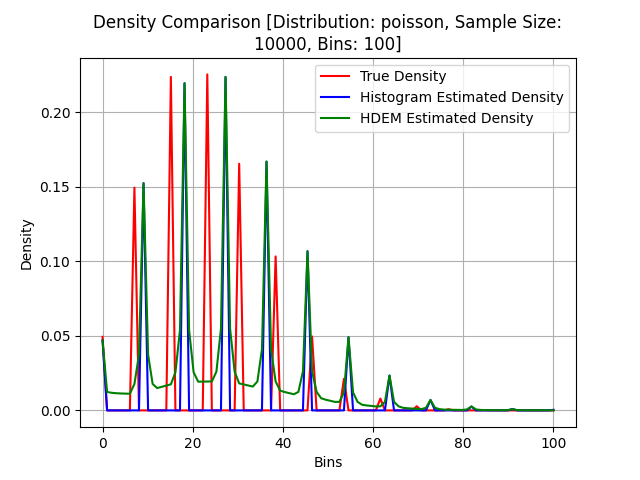 Density Comparison [Distribution: poisson, Sample Size:
10000, Bins: 100]
True Density
Histogram Estimated Density
HDEM Estimated Density
Density
0.20
0.15
0.10
0.05
0.00
0 20 40 60 80 100
Bins